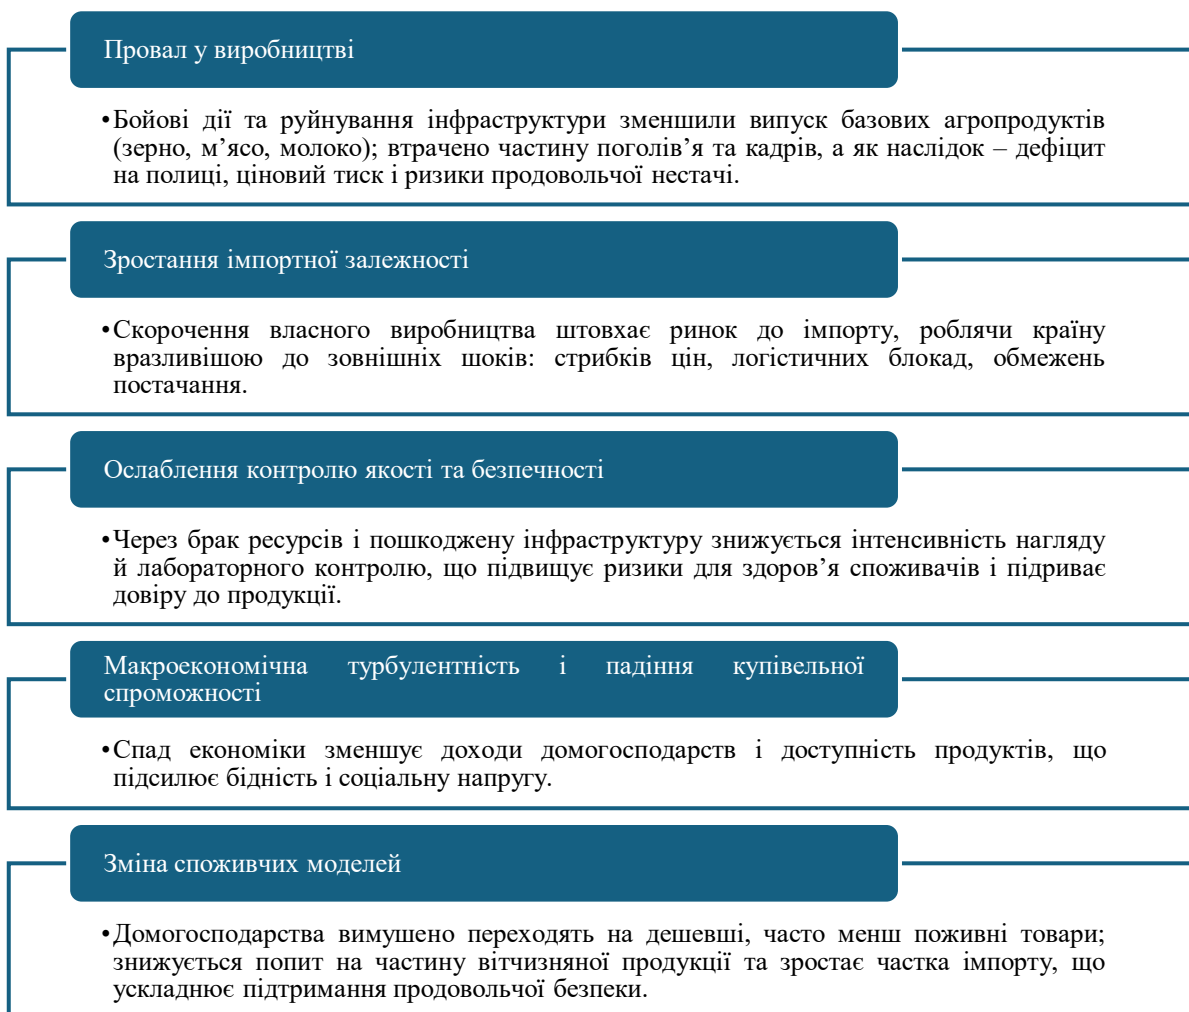 Провал у виробництві
•Бойові дії та руйнування інфраструктури зменшили випуск базових агропродуктів
(зерно, м’ясо, молоко); втрачено частину поголів’я та кадрів, а як наслідок – дефіцит
на полиці, ціновий тиск і ризики продовольчої нестачі.
Зростання імпортної залежності
•Скорочення власного виробництва штовхає ринок до імпорту, роблячи країну
вразливішою до зовнішніх шоків: стрибків цін, логістичних блокад, обмежень
постачання.
Ослаблення контролю якості та безпечності
•Через брак ресурсів і пошкоджену інфраструктуру знижується інтенсивність нагляду
й лабораторного контролю, що підвищує ризики для здоров’я споживачів і підриває
довіру до продукції.
Макроекономічна турбулентність і падіння купівельної
спроможності
•Спад економіки зменшує доходи домогосподарств і доступність продуктів, що
підсилює бідність і соціальну напругу.
Зміна споживчих моделей
•Домогосподарства вимушено переходять на дешевші, часто менш поживні товари;
знижується попит на частину вітчизняної продукції та зростає частка імпорту, що
ускладнює підтримання продовольчої безпеки.